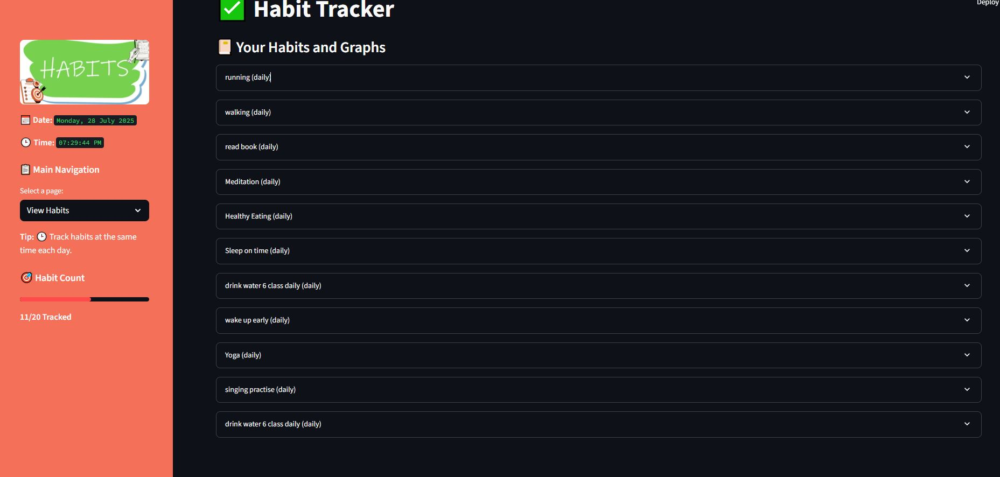 Deploy
Habit Tracker
HABITS
Your Habits and Graphs
Date: Monday, 28 July 2025
Time: 07:29:44 PM
Main Navigation
Select a page:
View Habits
Tip: Track habits at the same
time each day.
Habit Count
11/20 Tracked
running (daily)
walking (daily)
read book (daily)
Meditation (daily)
Healthy Eating (daily)
Sleep on time (daily)
drink water 6 class daily (daily)
wake up early (daily)
Yoga (daily)
singing practise (daily)
drink water 6 class daily (daily)